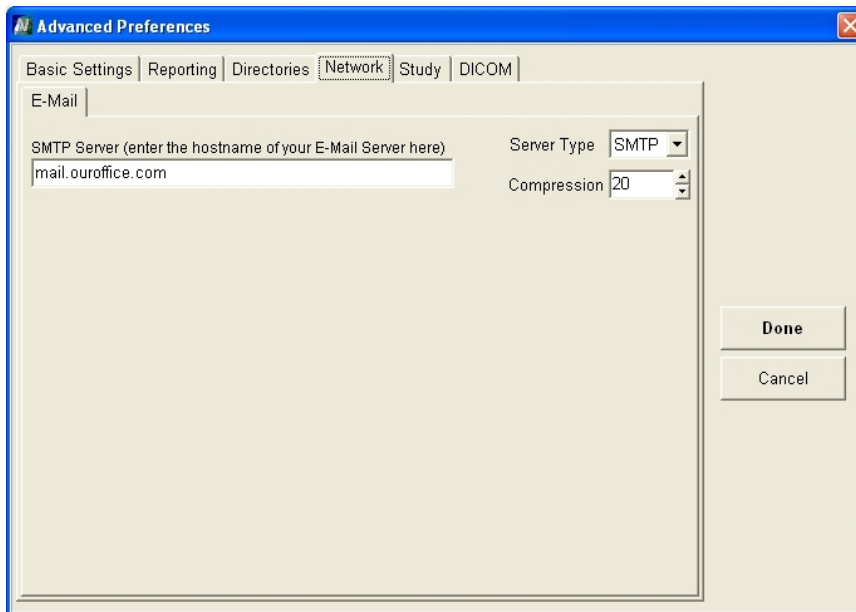 Advanced Preferences
Basic Settings Reporting Directories Network Study DICOM
E-Mail
SMTP Server (enter the hostname of your E-Mail Server here)
mail.ouroffice.com
Server Type SMTP
Compression 20
Done
Cancel